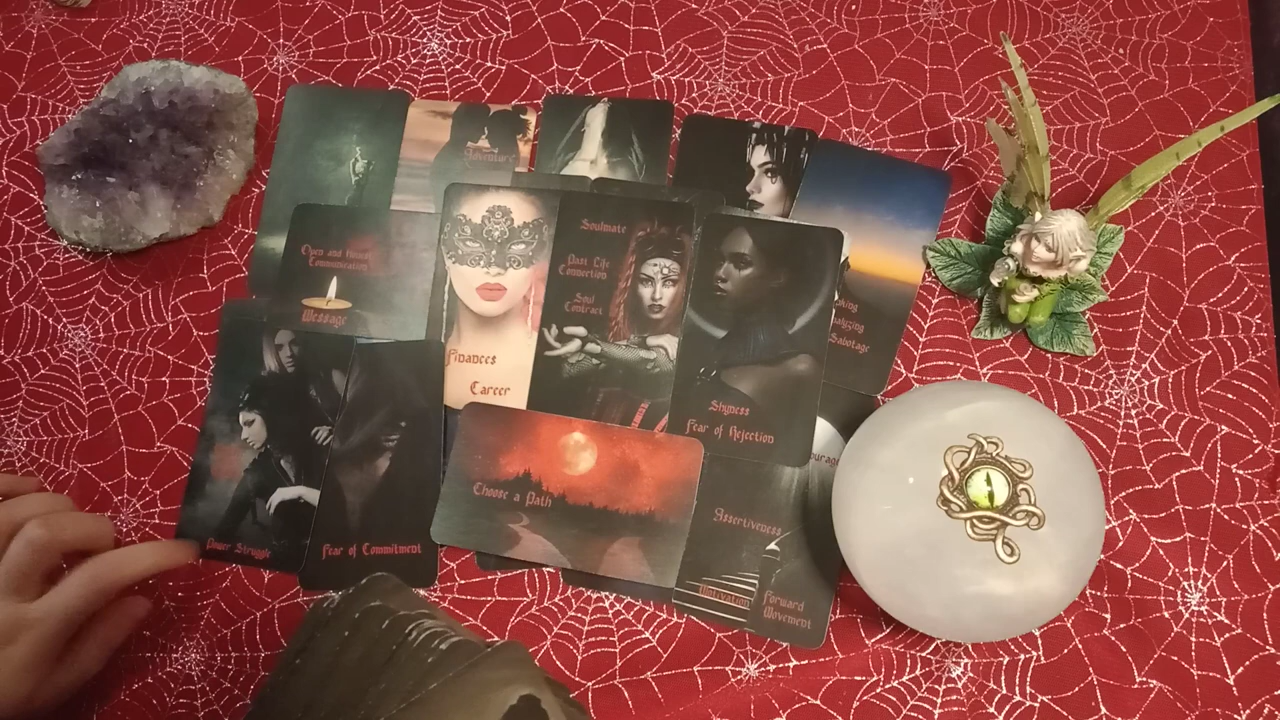 Adventure
Open and Honest
Communication
Message
Finances
Career
Soulmate
Past Life
Connection
Soul
Contract
Shyness
Fear of Rejection
Sabotage
Power Struggle
Fear of Commitment
Choose a Path
Assertiveness
Motivation
Forward
Movement